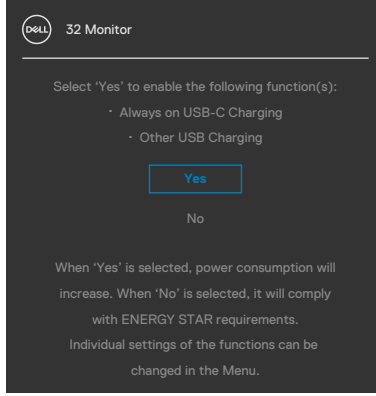 DELL
32 Monitor
Select ‘Yes’ to enable the following function(s):
· Always on USB-C Charging
· Other USB Charging
Yes
No
When ‘Yes’ is selected, power consumption will
increase. When ‘No’ is selected, it will comply
with ENERGY STAR requirements.
Individual settings of the functions can be
changed in the Menu.